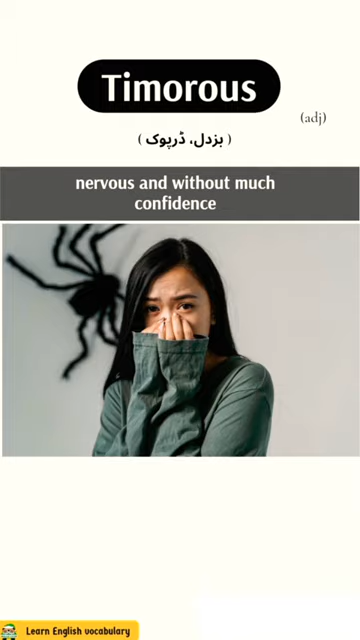 Timorous
(adj)
( بزدل، ڈرپوک )
nervous and without much
confidence
Learn English vocabulary